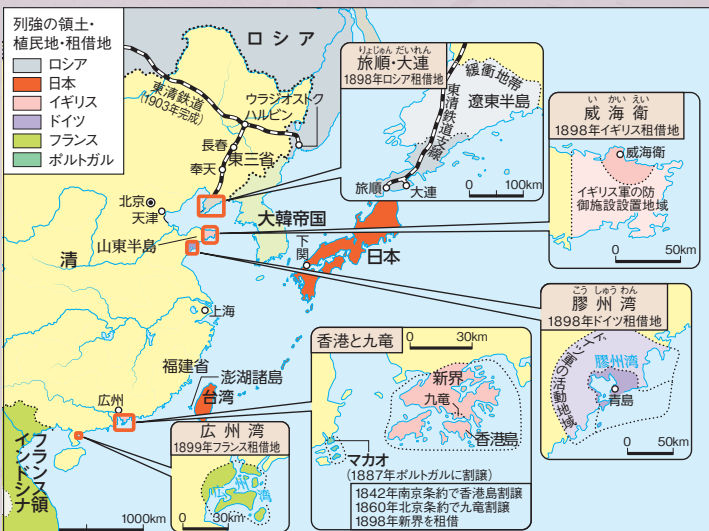 列強の領土・
植民地・租借地
ロシア
日本
イギリス
ドイツ
フランス
ポルトガル
ロシア
東清鉄道
(1903年完成)
ウラジオストク
ハルビン
長春
奉天
東三省
北京
天津
大韓帝国
山東半島
清
下関
日本
上海
福建省
澎湖諸島
台湾
広州
フランス領
インドシナ
1000km
りょじゅん だいれん
旅順・大連
1898年ロシア租借地
緩衝地帯
遼東半島
東清鉄道支線
旅順
大連
0 100km
い かい えい
威海衛
1898年イギリス租借地
威海衛
イギリス軍の防
御施設設置地域
0 50km
こう しゅう わん
膠州湾
1898年ドイツ租借地
ドイツ軍の活動地域
膠州湾
青島
0 50km
香港と九竜
0 30km
新界
九竜
香港島
マカオ
(1887年ポルトガルに割譲)
1842年南京条約で香港島割譲
1860年北京条約で九竜割譲
1898年新界を租借
広州湾
1899年フランス租借地
広州湾
0 30km